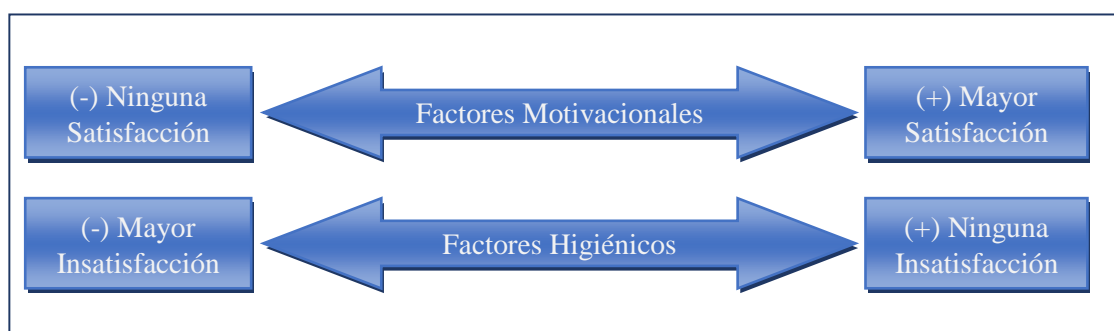 (-) Ninguna
Satisfacción
Factores Motivacionales
(+) Mayor
Satisfacción
(-) Mayor
Insatisfacción
Factores Higiénicos
(+) Ninguna
Insatisfacción